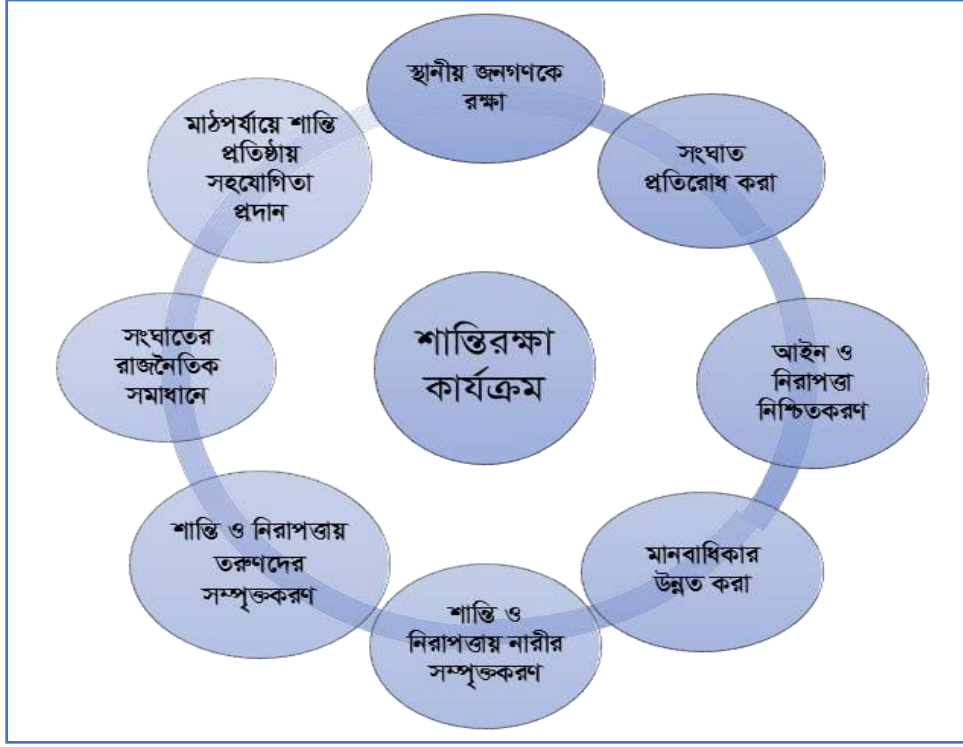 স্থানীয় জনগণকে
রক্ষা
সংঘাত
প্রতিরোধ করা
আইন ও
নিরাপত্তা
নিশ্চিতকরণ
মানবাধিকার
উন্নত করা
শান্তি ও
নিরাপত্তায় নারীর
সম্পৃক্তকরণ
শান্তি ও নিরাপত্তায়
তরুণদের
সম্পৃক্তকরণ
সংঘাতের
রাজনৈতিক
সমাধানে
মাঠপর্যায়ে শান্তি
প্রতিষ্ঠায়
সহযোগিতা
প্রদান
শান্তিরক্ষা
কার্যক্রম